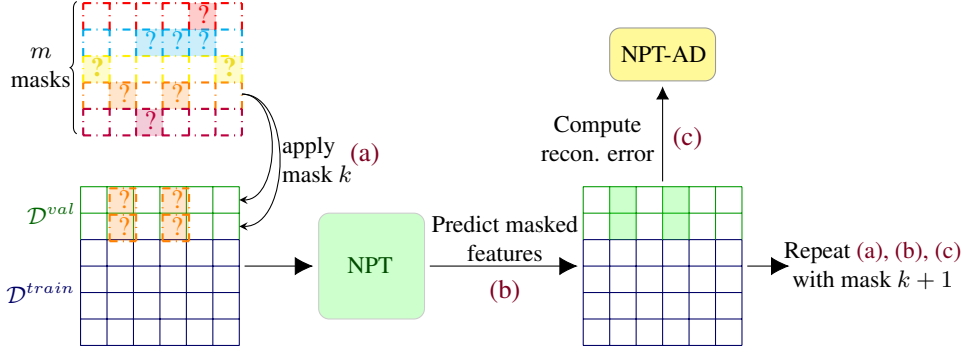 ?
? ? ?
m
masks
? ?
? ?
?
NPT-AD
apply
mask k
(a)
Compute
recon. error
(c)
D^val
? ?
? ?
NPT
Predict masked
features
(b)
D^train
Repeat (a), (b), (c)
with mask k + 1